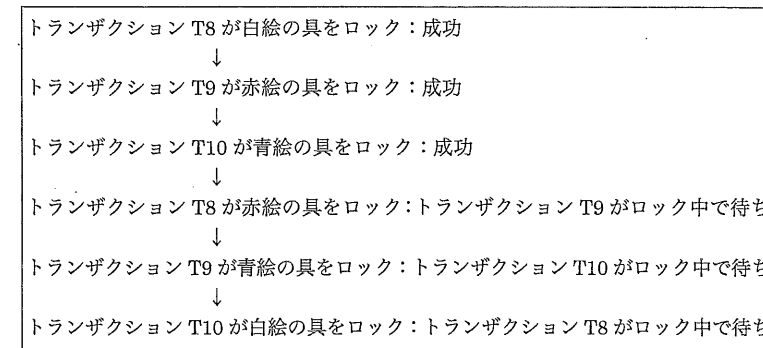 トランザクション T8 が白絵の具をロック：成功
↓
トランザクション T9 が赤絵の具をロック：成功
↓
トランザクション T10 が青絵の具をロック：成功
↓
トランザクション T8 が赤絵の具をロック：トランザクション T9 がロック中で待ち
↓
トランザクション T9 が青絵の具をロック：トランザクション T10 がロック中で待ち
↓
トランザクション T10 が白絵の具をロック：トランザクション T8 がロック中で待ち